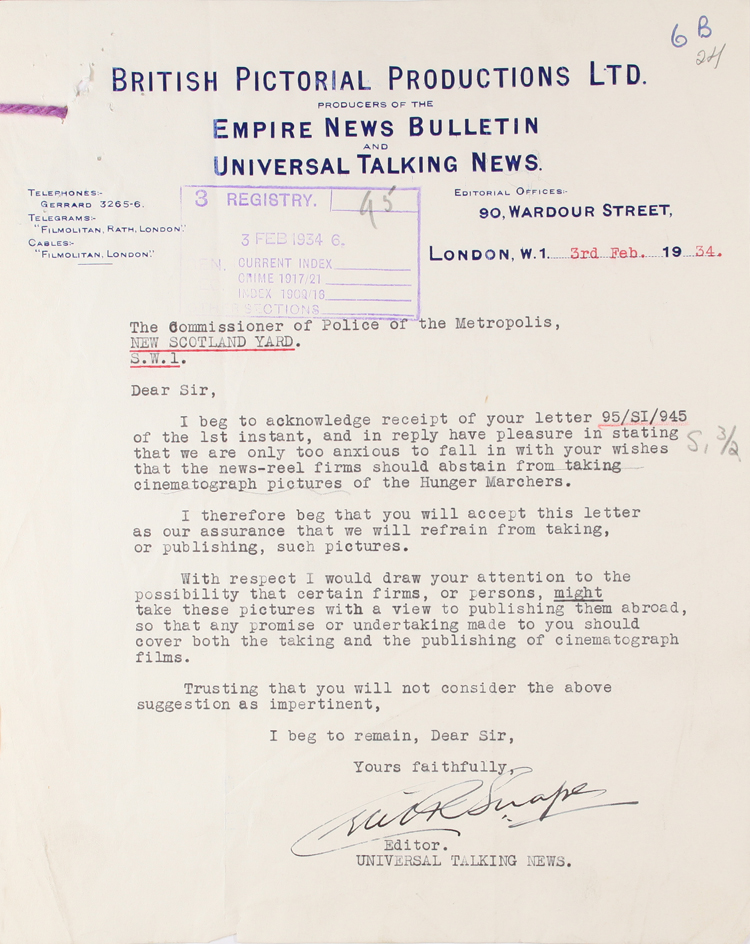 6 B
24
BRITISH PICTORIAL PRODUCTIONS LTD.
PRODUCERS OF THE
EMPIRE NEWS BULLETIN
AND
UNIVERSAL TALKING NEWS.
TELEPHONES:-
GERRARD 3265-6.
TELEGRAMS:-
"FILMOLITAN, RATH, LONDON."
CABLES:-
"FILMOLITAN, LONDON."
3 REGISTRY. 95
3 FEB 1934 6.
CURRENT INDEX
CRIME 1917/21
INDEX 1909/16
SECTIONS
EDITORIAL OFFICES:-
90, WARDOUR STREET,
LONDON, W.1. 3rd Feb. 1934.
The Commissioner of Police of the Metropolis,
NEW SCOTLAND YARD.
S.W.1.
Dear Sir,
I beg to acknowledge receipt of your letter 95/SI/945
of the 1st instant, and in reply have pleasure in stating
that we are only too anxious to fall in with your wishes
that the news-reel firms should abstain from taking
cinematograph pictures of the Hunger Marchers.
S, 3/2
I therefore beg that you will accept this letter
as our assurance that we will refrain from taking,
or publishing, such pictures.
With respect I would draw your attention to the
possibility that certain firms, or persons, might
take these pictures with a view to publishing them abroad,
so that any promise or undertaking made to you should
cover both the taking and the publishing of cinematograph
films.
Trusting that you will not consider the above
suggestion as impertinent,
I beg to remain, Dear Sir,
Yours faithfully,
Snape
Editor.
UNIVERSAL TALKING NEWS.